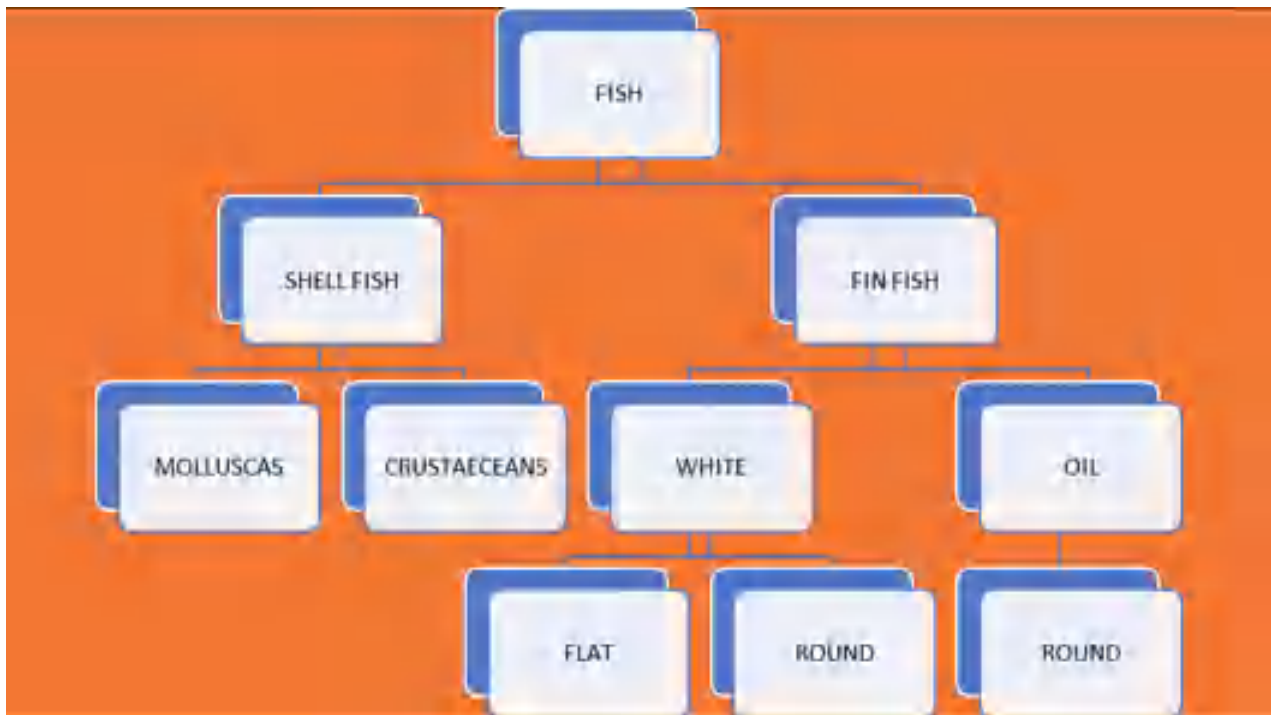 FISH
SHELL FISH
FIN FISH
MOLLUSCAS
CRUSTAECEANS
WHITE
OIL
FLAT
ROUND
ROUND